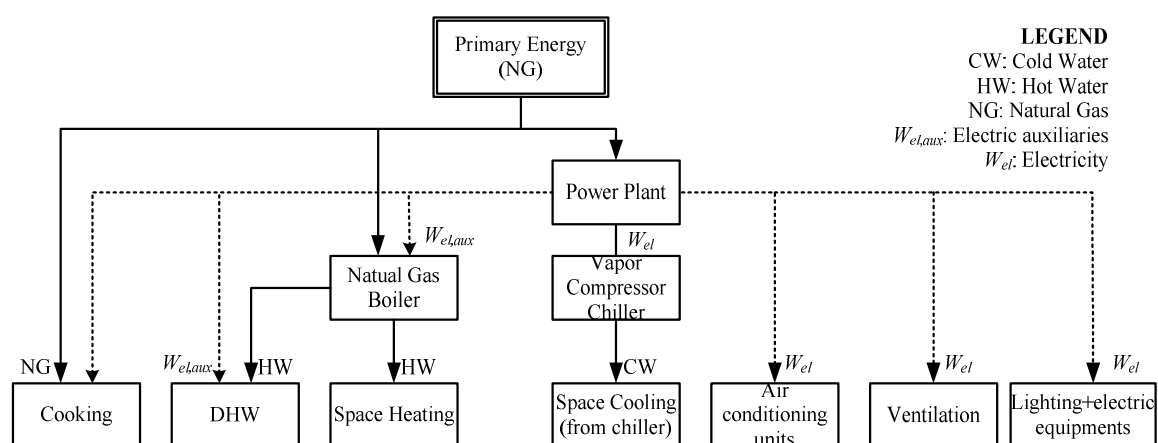 Primary Energy
(NG)
LEGEND
CW: Cold Water
HW: Hot Water
NG: Natural Gas
Wel,aux: Electric auxiliaries
Wel: Electricity
Power Plant
Wel,aux
Wel
Natual Gas
Boiler
Vapor
Compressor
Chiller
NG
Wel,aux
HW
HW
CW
Wel
Wel
Wel
Cooking
DHW
Space Heating
Space Cooling
(from chiller)
Air
conditioning
units
Ventilation
Lighting+electric
equipments